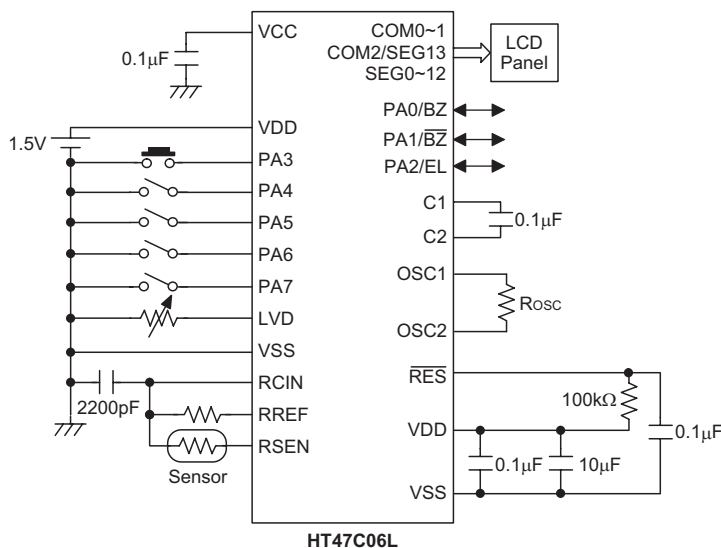 VCC
0.1μF
VDD
1.5V
PA3
PA4
PA5
PA6
PA7
LVD
VSS
RCIN
2200pF
RREF
RSEN
Sensor
COM0~1
COM2/SEG13
SEG0~12
LCD
Panel
PA0/BZ
PA1/B̅Z̅
PA2/EL
C1
0.1μF
C2
OSC1
ROSC
OSC2
R̅E̅S̅
100kΩ
VDD
0.1μF
10μF
0.1μF
VSS
HT47C06L